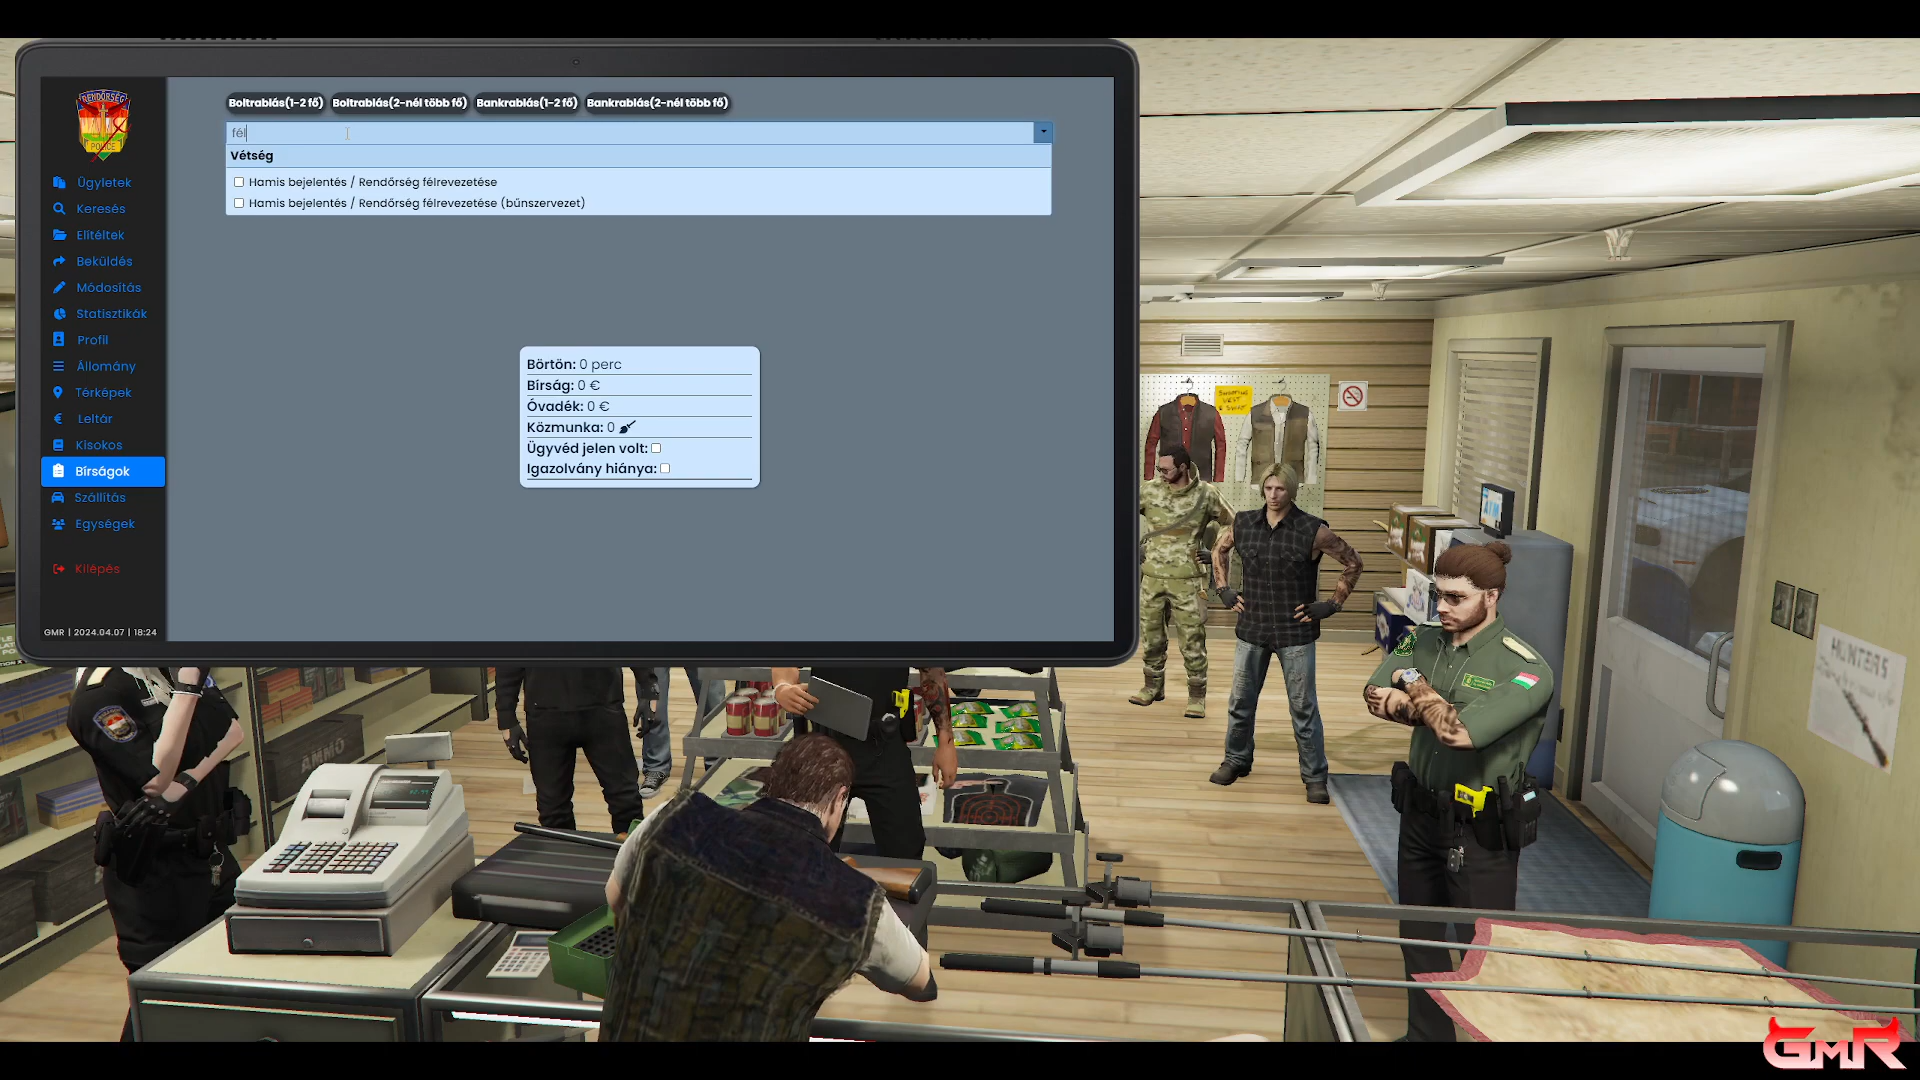 Boltrablás(1-2 fő) Boltrablás(2-nél több fő) Bankrablás(1-2 fő) Bankrablás(2-nél több fő)
fél
Vétség
Hamis bejelentés / Rendőrség félrevezetése
Hamis bejelentés / Rendőrség félrevezetése (bűnszervezet)
RENDŐRSÉG
POLICE
Ügyletek
Keresés
Elítéltek
Beküldés
Módosítás
Statisztikák
Profil
Állomány
Térképek
Leltár
Kisokos
Bírságok
Szállítás
Egységek
Kilépés
GMR | 2024.04.07 | 18:24
Börtön: 0 perc
Bírság: 0 €
Óvadék: 0 €
Közmunka: 0
Ügyvéd jelen volt:
Igazolvány hiánya:
AMMO
HUNTERS
GMR